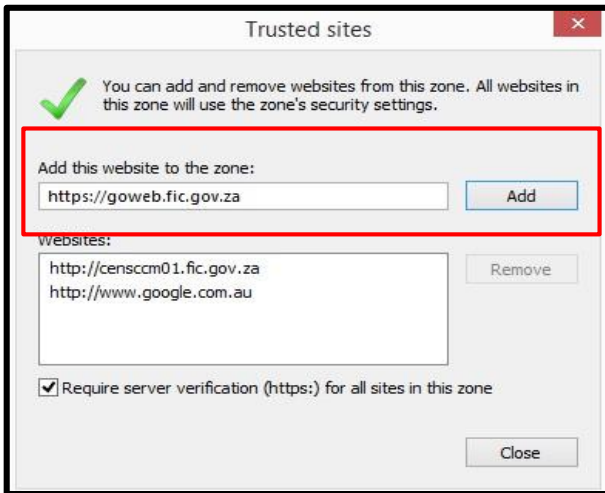 Trusted sites
You can add and remove websites from this zone. All websites in
this zone will use the zone's security settings.
Add this website to the zone:
https://goweb.fic.gov.za
Add
Websites:
http://censccm01.fic.gov.za
http://www.google.com.au
Remove
Require server verification (https:) for all sites in this zone
Close